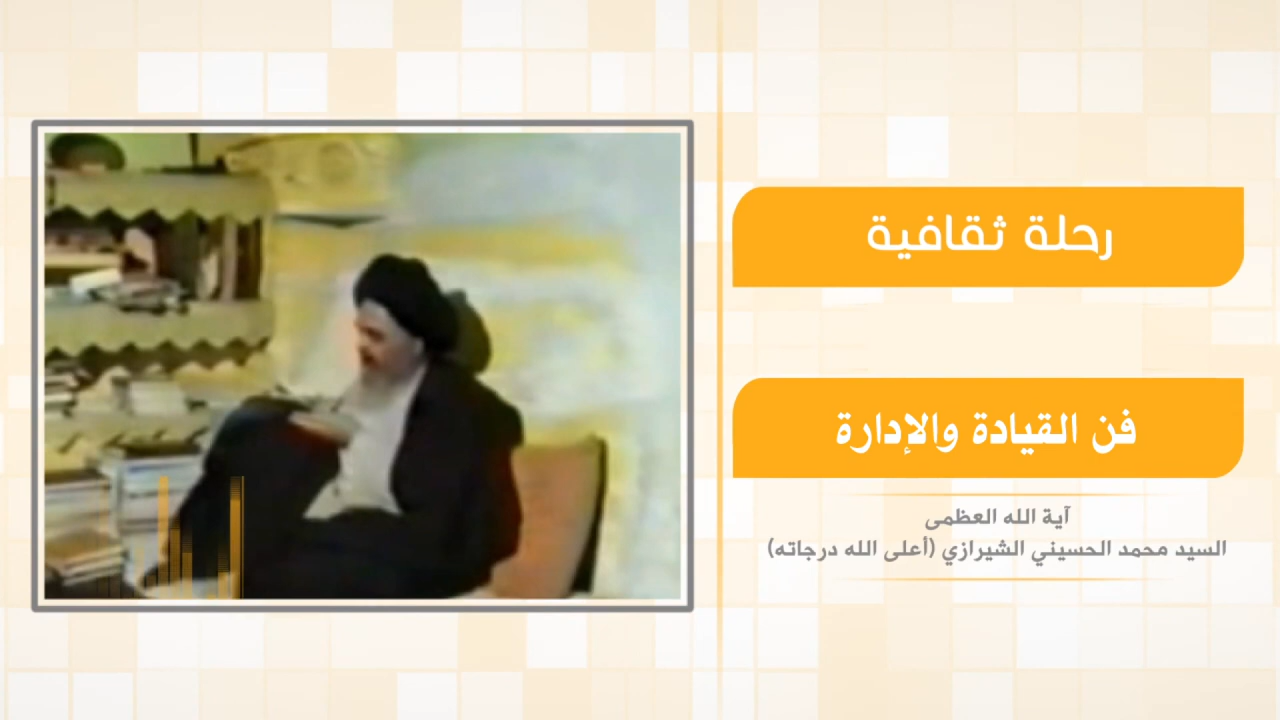 رحلة ثقافية
فن القيادة والإدارة
آية الله العظمى
السيد محمد الحسيني الشيرازي (أعلى الله درجاته)